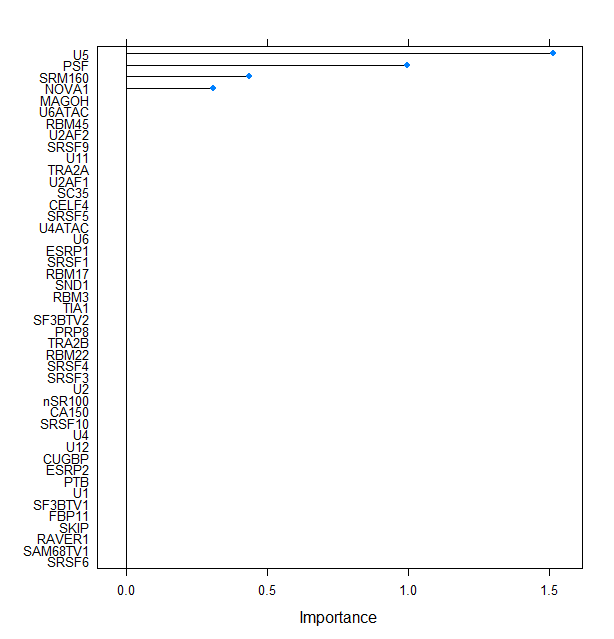 U5
PSF
SRM160
NOVA1
MAGOH
U6ATAC
RBM45
U2AF2
SRSF9
U11
TRA2A
U2AF1
SC35
CELF4
SRSF5
U4ATAC
U6
ESRP1
SRSF1
RBM17
SND1
RBM3
TIA1
SF3BTV2
PRP8
TRA2B
RBM22
SRSF4
SRSF3
U2
nSR100
CA150
SRSF10
U4
U12
CUGBP
ESRP2
PTB
U1
SF3BTV1
FBP11
SKIP
RAVER1
SAM68TV1
SRSF6
0.0 0.5 1.0 1.5
Importance